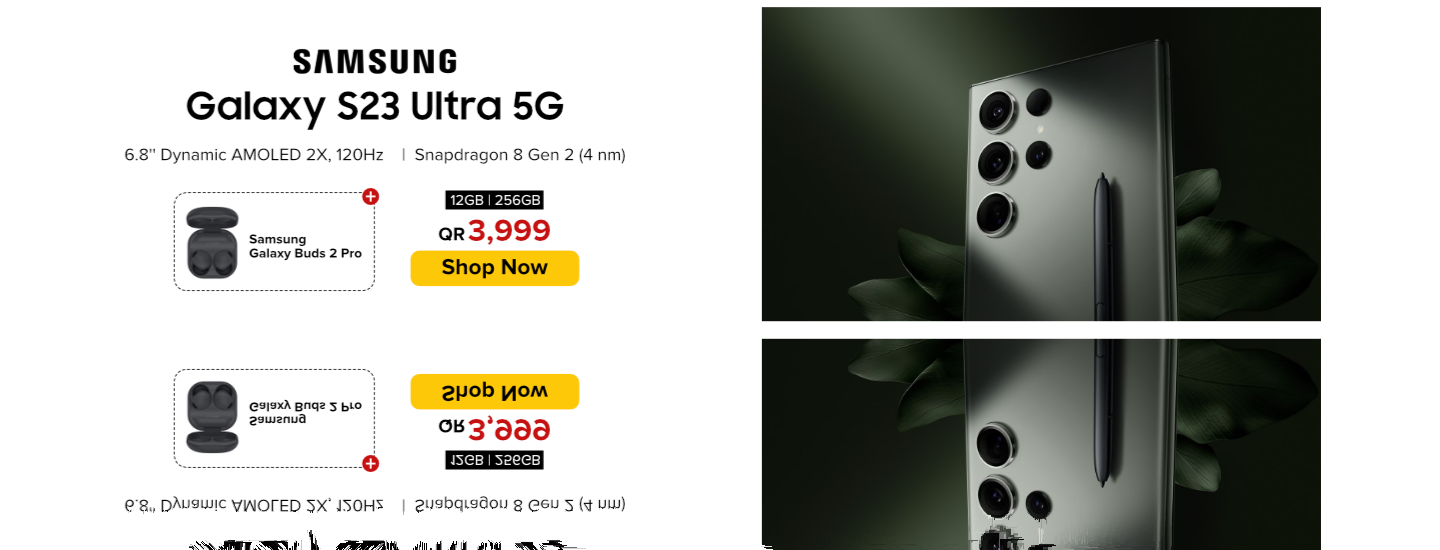 SAMSUNG
Galaxy S23 Ultra 5G
6.8" Dynamic AMOLED 2X, 120Hz | Snapdragon 8 Gen 2 (4 nm)
Samsung
Galaxy Buds 2 Pro
12GB | 256GB
QR 3,999
Shop Now
Shop Now
Galaxy Buds 2 Pro
Samsung
QR 3,999
12GB | 256GB
6.8" Dynamic AMOLED 2X, 120Hz | Snapdragon 8 Gen 2 (4 nm)